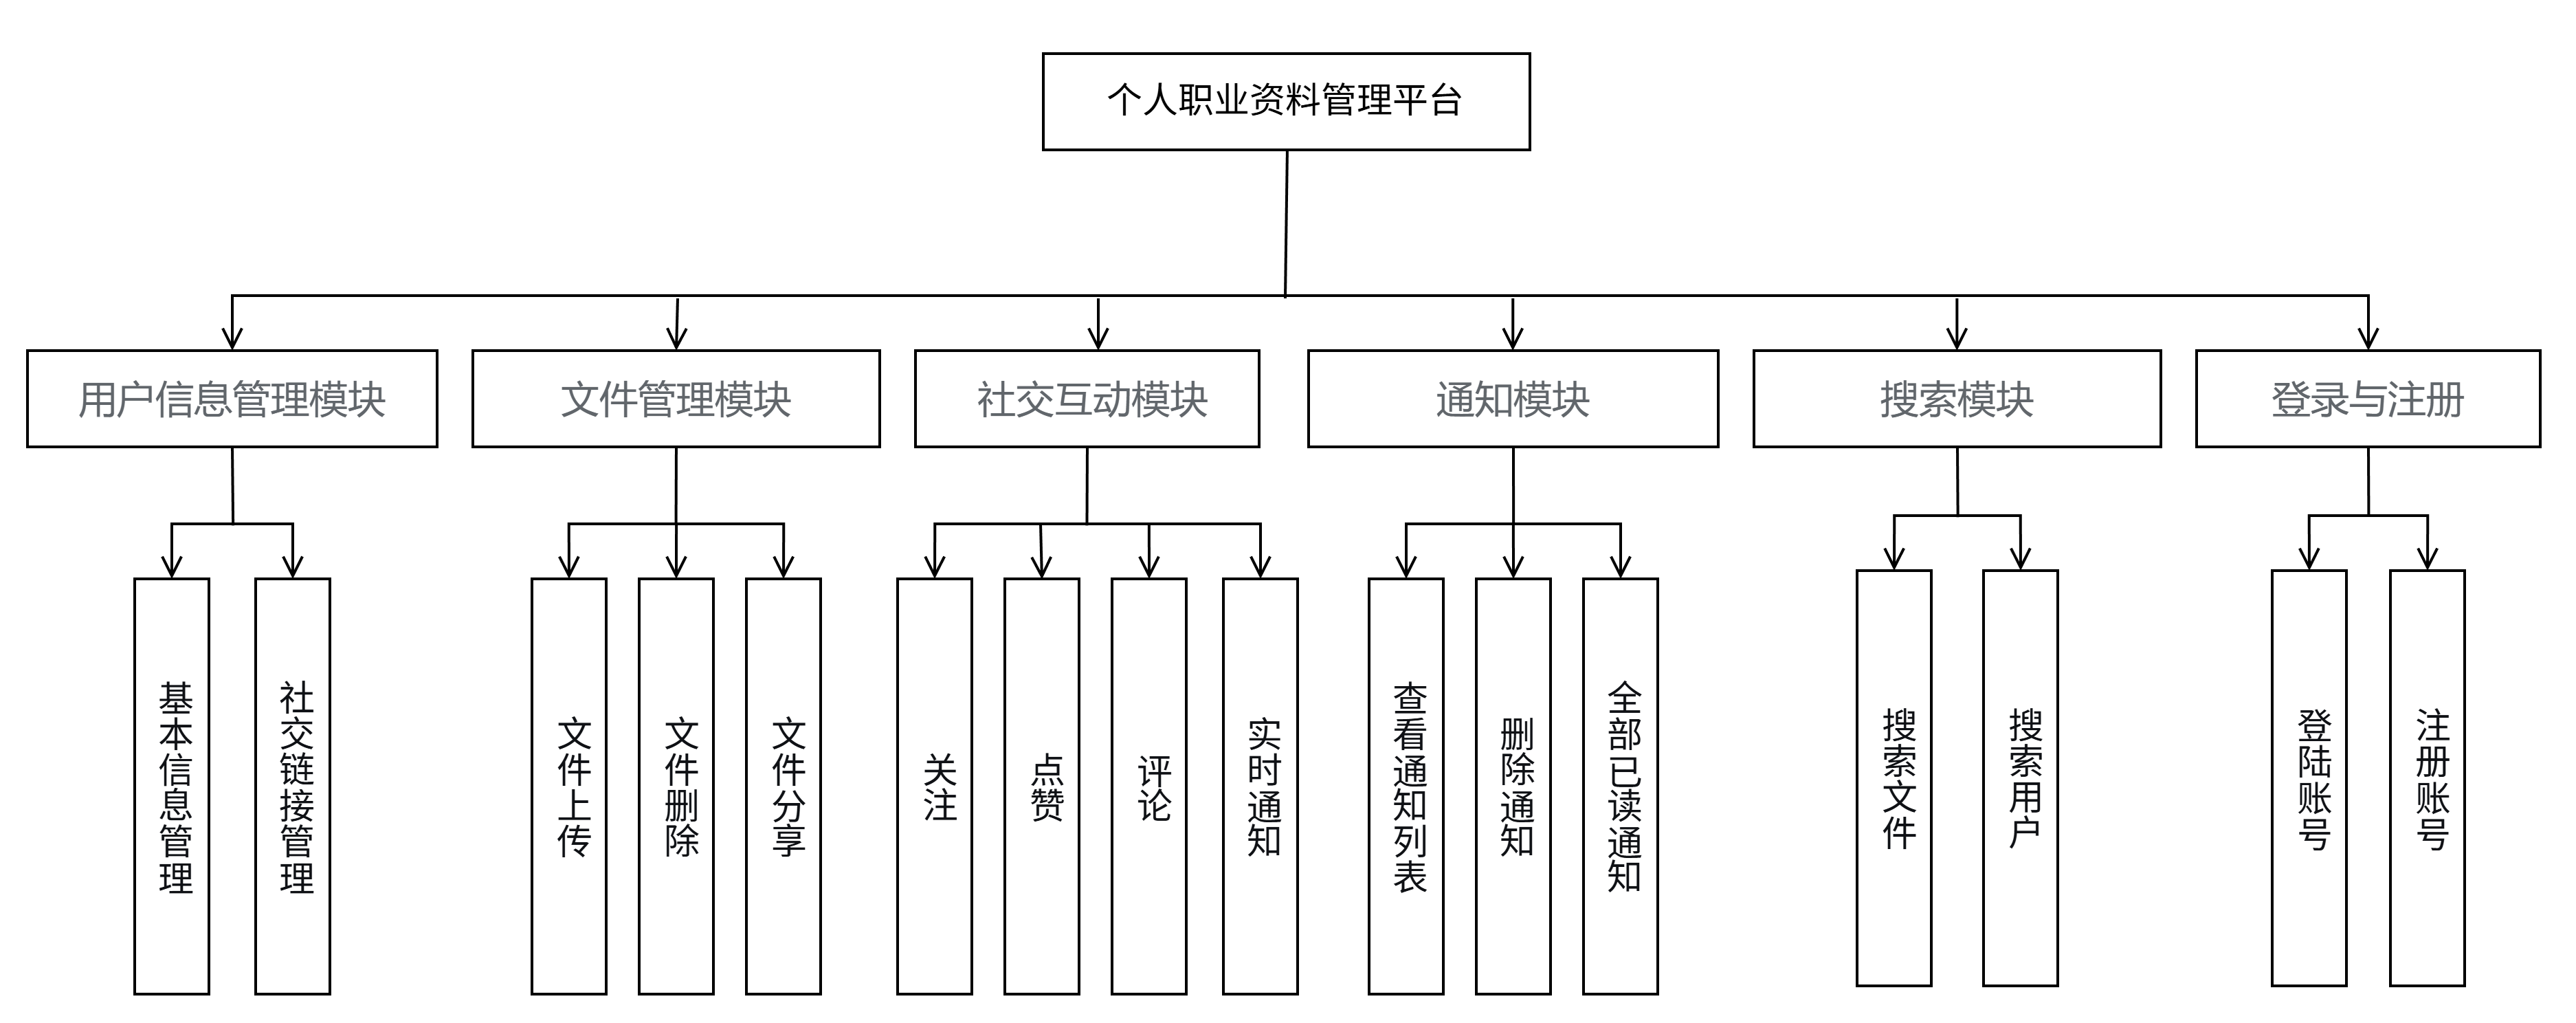 个人职业资料管理平台
用户信息管理模块
文件管理模块
社交互动模块
通知模块
搜索模块
登录与注册
基本信息管理
社交链接管理
文件上传
文件删除
文件分享
关注
点赞
评论
实时通知
查看通知列表
删除通知
全部已读通知
搜索文件
搜索用户
登陆账号
注册账号